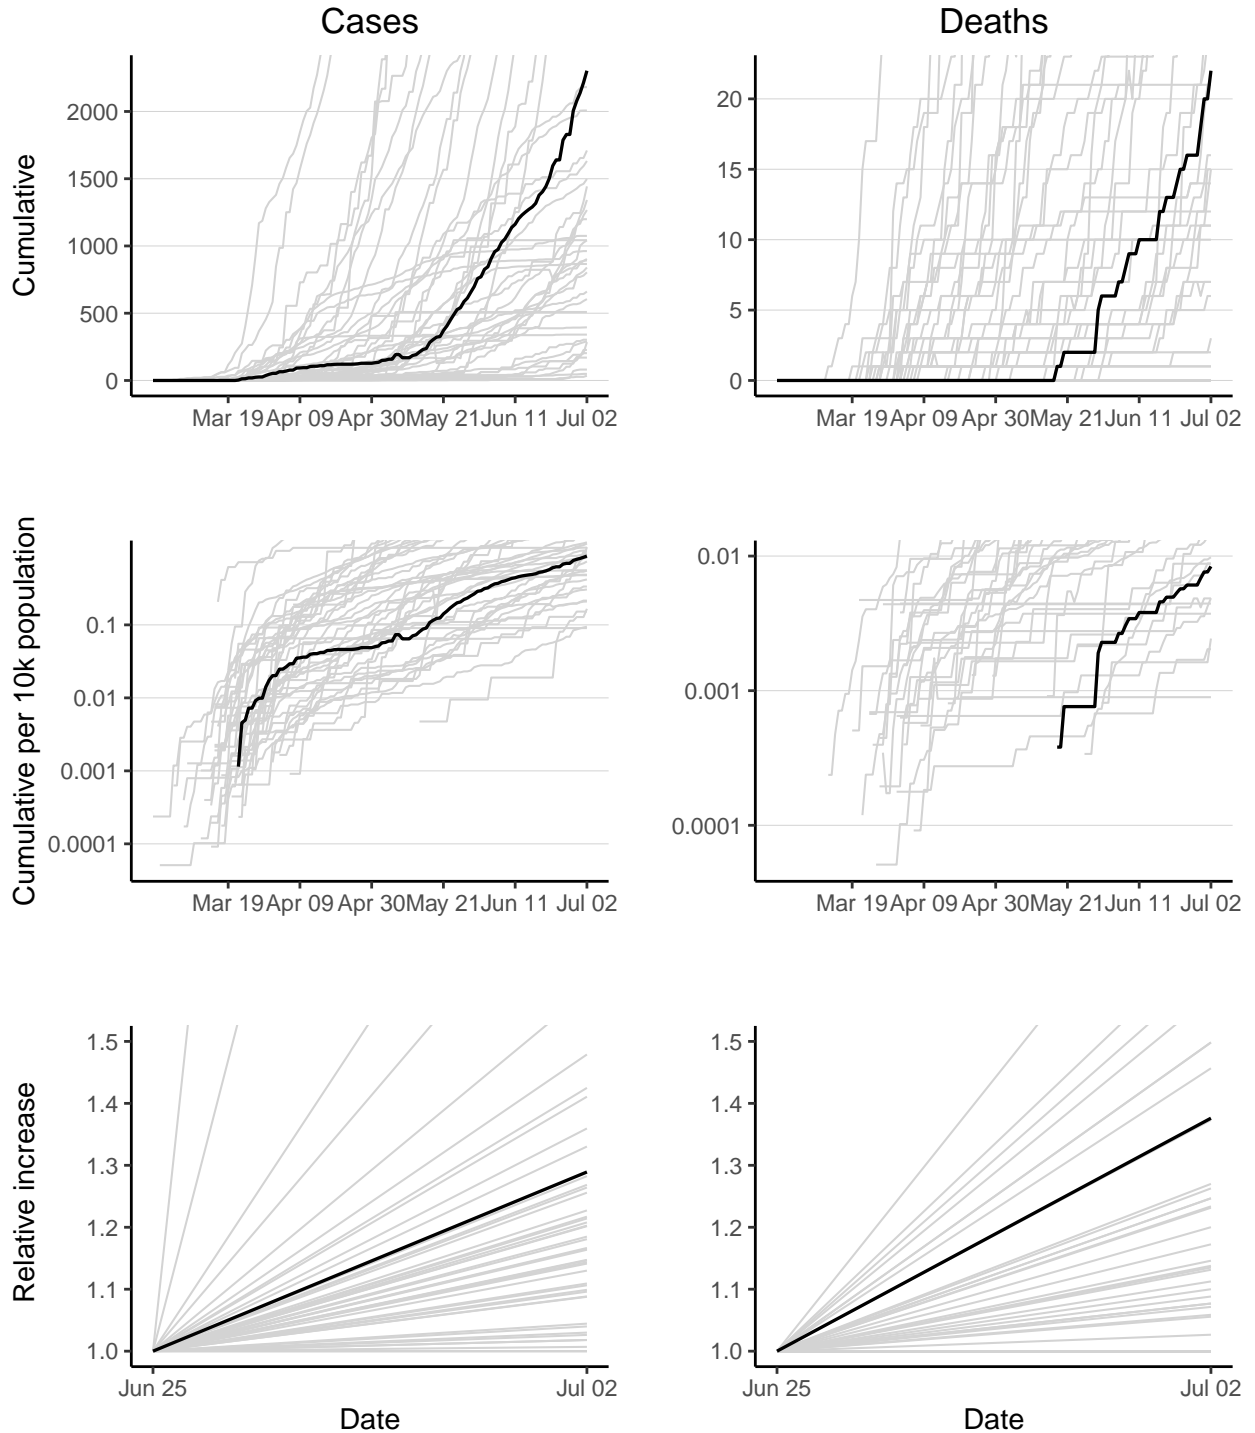 Cases
Deaths
Cumulative
2000
1500
1000
500
0
Mar 19 Apr 09 Apr 30 May 21 Jun 11 Jul 02
20
15
10
5
0
Mar 19 Apr 09 Apr 30 May 21 Jun 11 Jul 02
Cumulative per 10k population
0.1
0.01
0.001
0.0001
Mar 19 Apr 09 Apr 30 May 21 Jun 11 Jul 02
0.01
0.001
0.0001
Mar 19 Apr 09 Apr 30 May 21 Jun 11 Jul 02
Relative increase
1.5
1.4
1.3
1.2
1.1
1.0
Jun 25 Jul 02
Date
1.5
1.4
1.3
1.2
1.1
1.0
Jun 25 Jul 02
Date